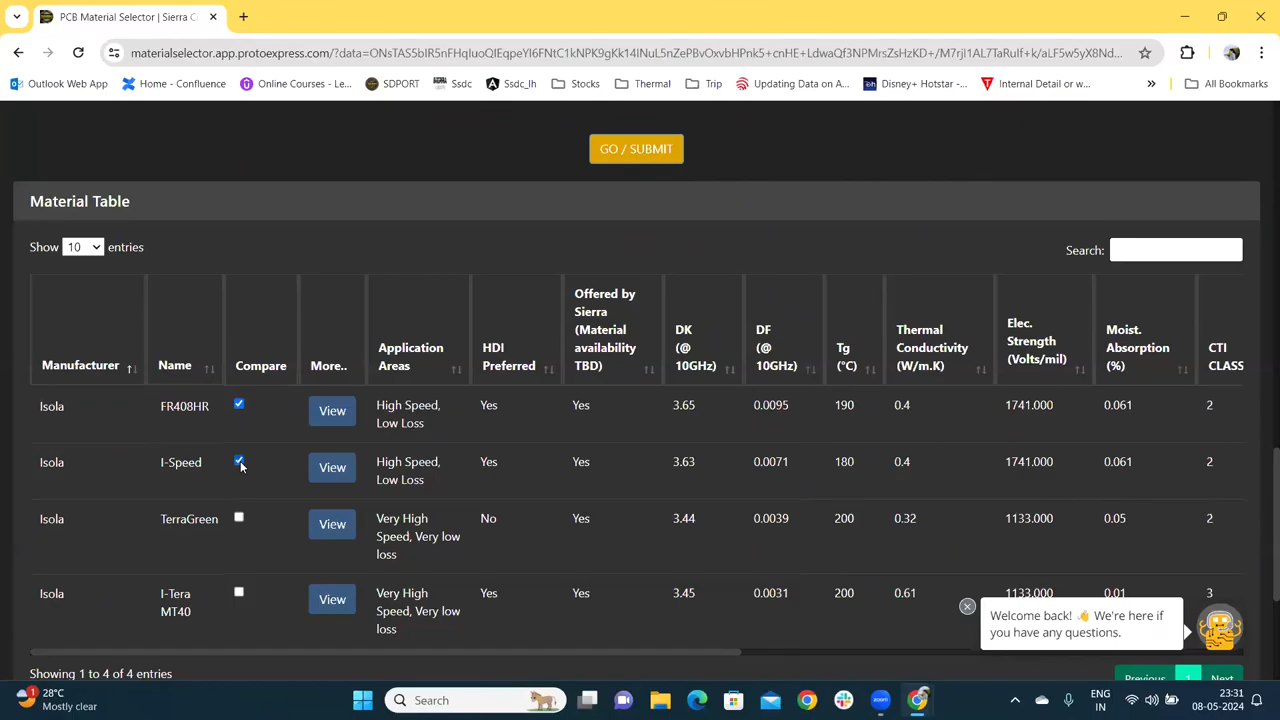 PCB Material Selector | Sierra C
materialselector.app.protoexpress.com/?data=ONsTAS5bIR5nFHqIuoQIEqpeYl6FNtC1kNPK9gKk14INuL5nZePBvOxvbHPhk5+cnHE+LdwaQf3NPMrzsHzKD+/M7rjl1AL7TaRulf+k/aLF5w5yX8Nd...
Outlook Web App
Home - Confluence
Online Courses - Le...
SDPORT
Ssdc
Ssdc_lh
Stocks
Thermal
Trip
Updating Data on A...
Disney+ Hotstar -...
Internal Detail or w...
All Bookmarks
GO / SUBMIT
Material Table
Show 10 entries
Search:
Manufacturer Name Compare More.. Application Areas HDI Preferred Offered by Sierra (Material availability TBD) DK (@ 10GHz) DF (@ 10GHz) Tg (°C) Thermal Conductivity (W/m.K) Elec. Strength (Volts/mil) Moist. Absorption (%) CTI CLASS
Isola FR408HR View High Speed, Low Loss Yes Yes 3.65 0.0095 190 0.4 1741.000 0.061 2
Isola I-Speed View High Speed, Low Loss Yes Yes 3.63 0.0071 180 0.4 1741.000 0.061 2
Isola TerraGreen View Very High Speed, Very low loss No Yes 3.44 0.0039 200 0.32 1133.000 0.05 2
Isola I-Tera MT40 View Very High Speed, Very low loss Yes Yes 3.45 0.0031 200 0.61 1133.000 0.01 3
Welcome back! We're here if
you have any questions.
Showing 1 to 4 of 4 entries
Previous 1 Next
1
28°C
Mostly clear
Search
zoom
ENG
IN
23:31
08-05-2024